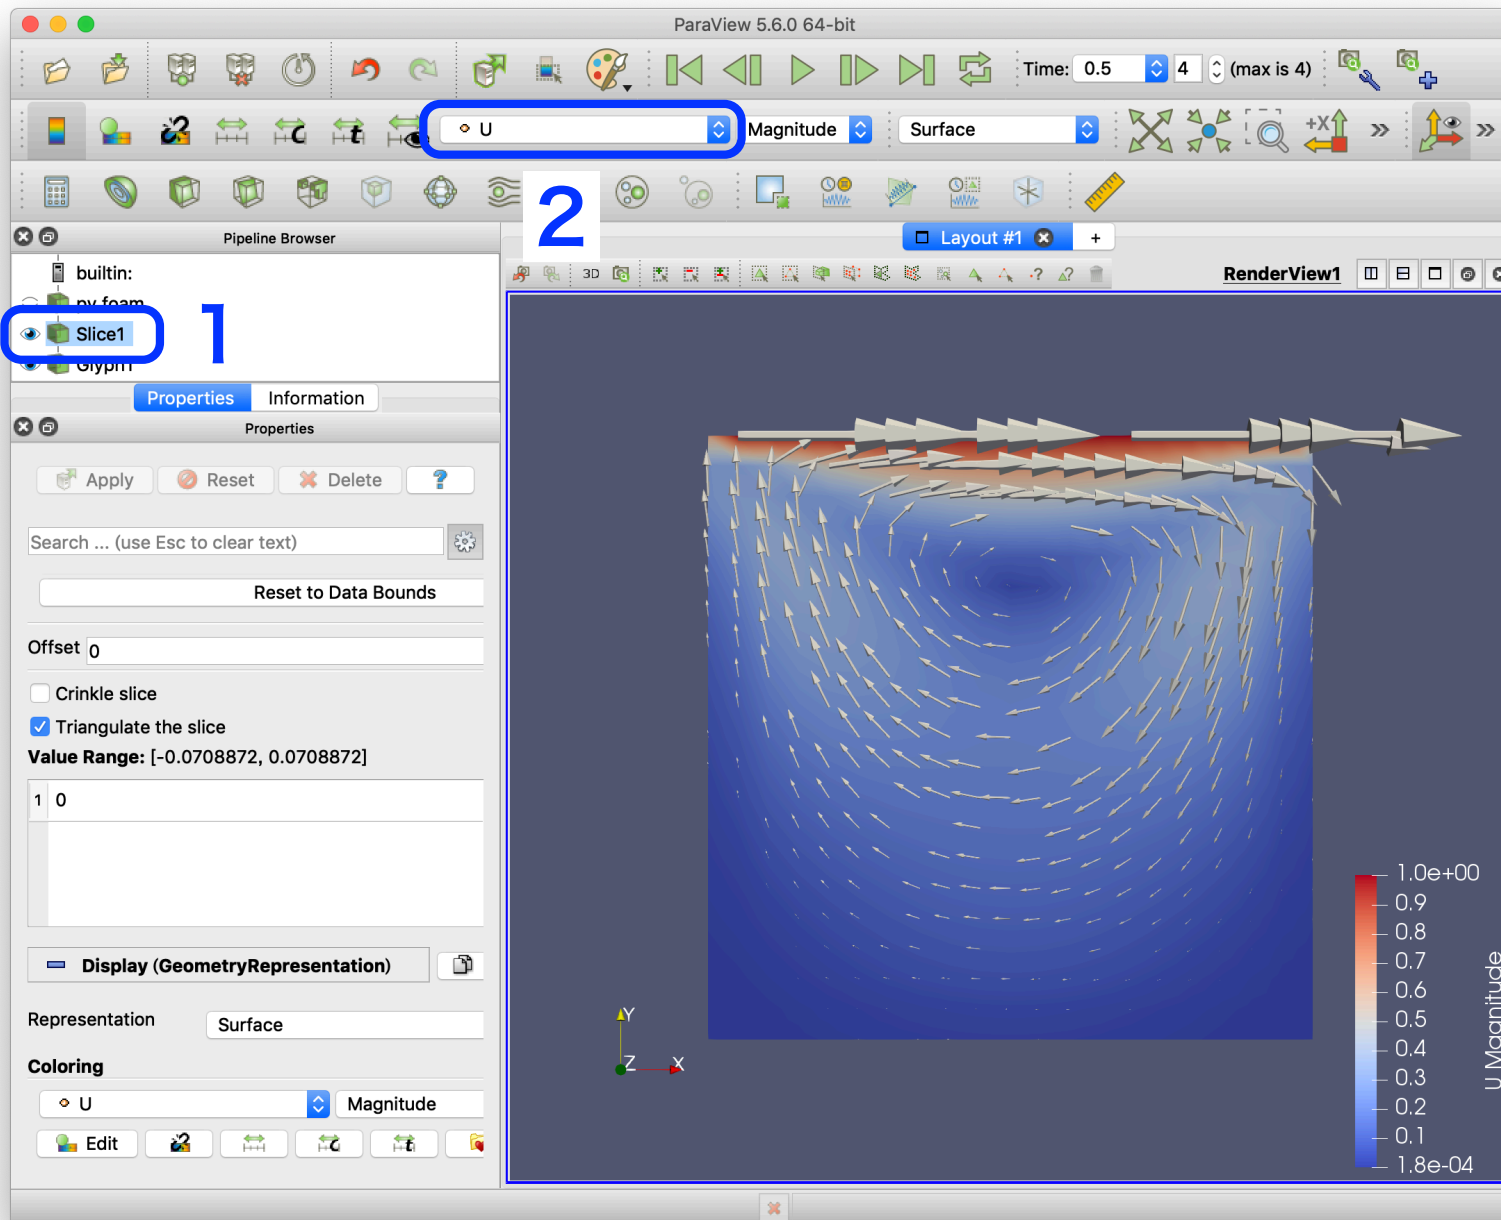 ParaView 5.6.0 64-bit
Time: 0.5 4 (max is 4)
U Magnitude Surface
+X
2
Pipeline Browser
Layout #1 +
builtin:
3D
RenderView1
pv.foam
Slice1
1
Glyph1
Properties Information
Properties
Apply Reset Delete ?
Search ... (use Esc to clear text)
Reset to Data Bounds
Offset 0
Crinkle slice
Triangulate the slice
Value Range: [-0.0708872, 0.0708872]
1 0
Display (GeometryRepresentation)
Representation Surface
Coloring
U Magnitude
Edit
Y
Z X
1.0e+00
0.9
0.8
0.7
0.6
0.5
0.4
0.3
0.2
0.1
1.8e-04
U Magnitude